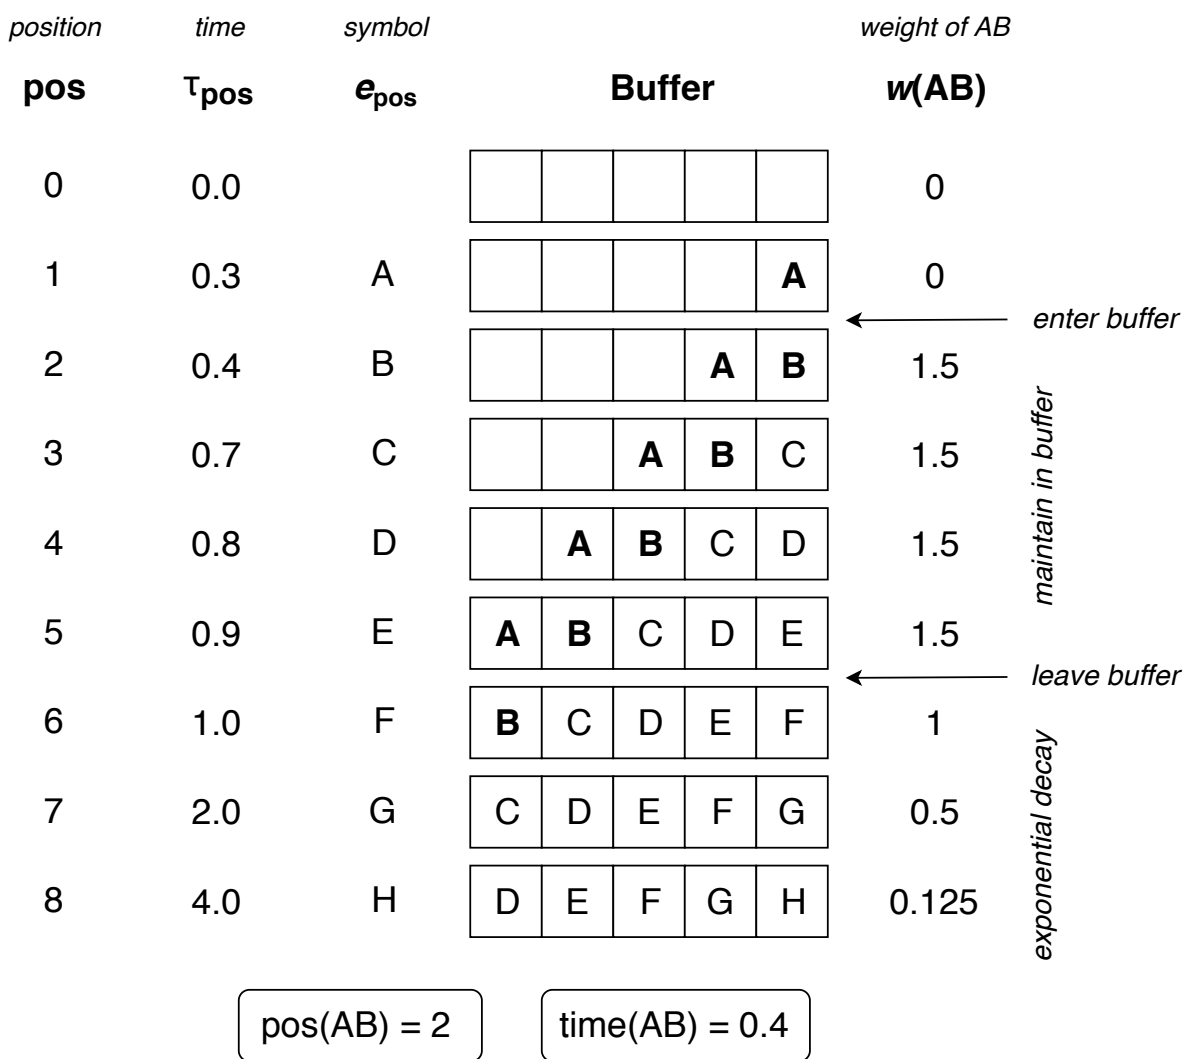 position time symbol weight of AB
pos τpos epos Buffer w(AB)
0 0.0 0
1 0.3 A A 0
enter buffer
2 0.4 B A B 1.5
3 0.7 C A B C 1.5
maintain in buffer
4 0.8 D A B C D 1.5
5 0.9 E A B C D E 1.5
leave buffer
6 1.0 F B C D E F 1
7 2.0 G C D E F G 0.5
exponential decay
8 4.0 H D E F G H 0.125
pos(AB) = 2 time(AB) = 0.4